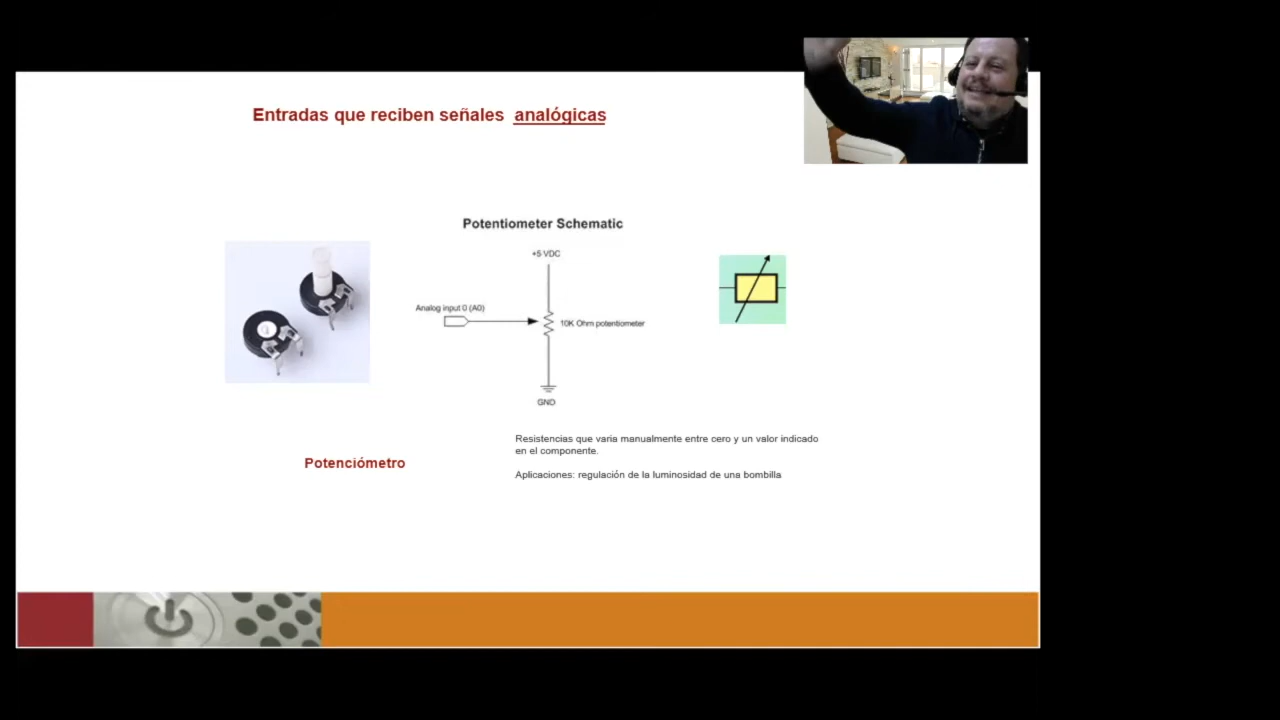 Entradas que reciben señales analógicas
Potentiometer Schematic
+5 VDC
Analog input 0 (A0)
10K Ohm potentiometer
GND
Potenciómetro
Resistencias que varia manualmente entre cero y un valor indicado
en el componente.
Aplicaciones: regulación de la luminosidad de una bombilla